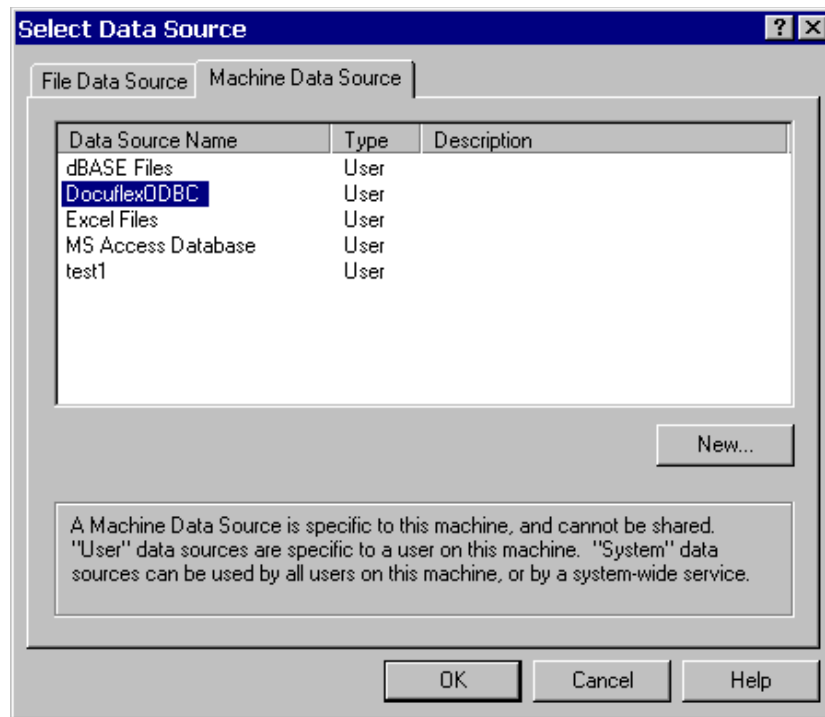 Select Data Source
File Data Source Machine Data Source
Data Source Name Type Description
dBASE Files User
DocuflexODBC User
Excel Files User
MS Access Database User
test1 User
New...
A Machine Data Source is specific to this machine, and cannot be shared.
"User" data sources are specific to a user on this machine. "System" data
sources can be used by all users on this machine, or by a system-wide service.
OK Cancel Help